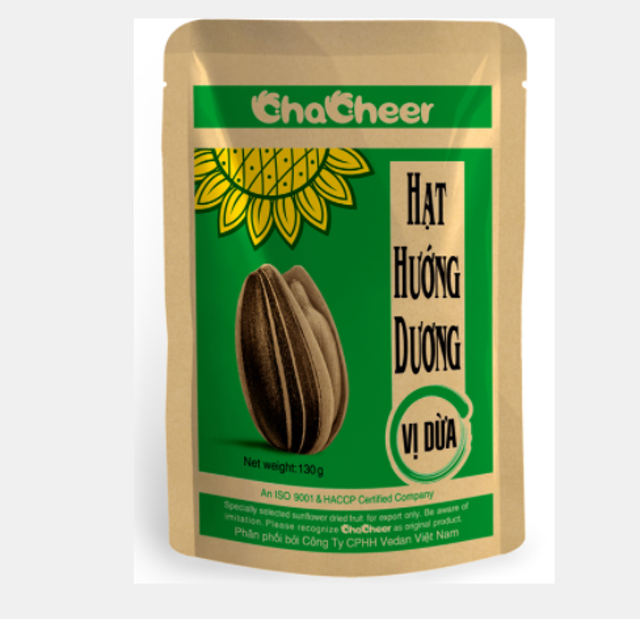 ChaCheer
HẠT
HƯỚNG
DƯƠNG
VỊ DỪA
Net weight:130g
An ISO 9001 & HACCP Certified Company
Specially selected sunflower dried fruit for export only. Be aware of
imitation. Please recognize ChaCheer as original product.
Phân phối bởi Công Ty CPHH Vedan Việt Nam